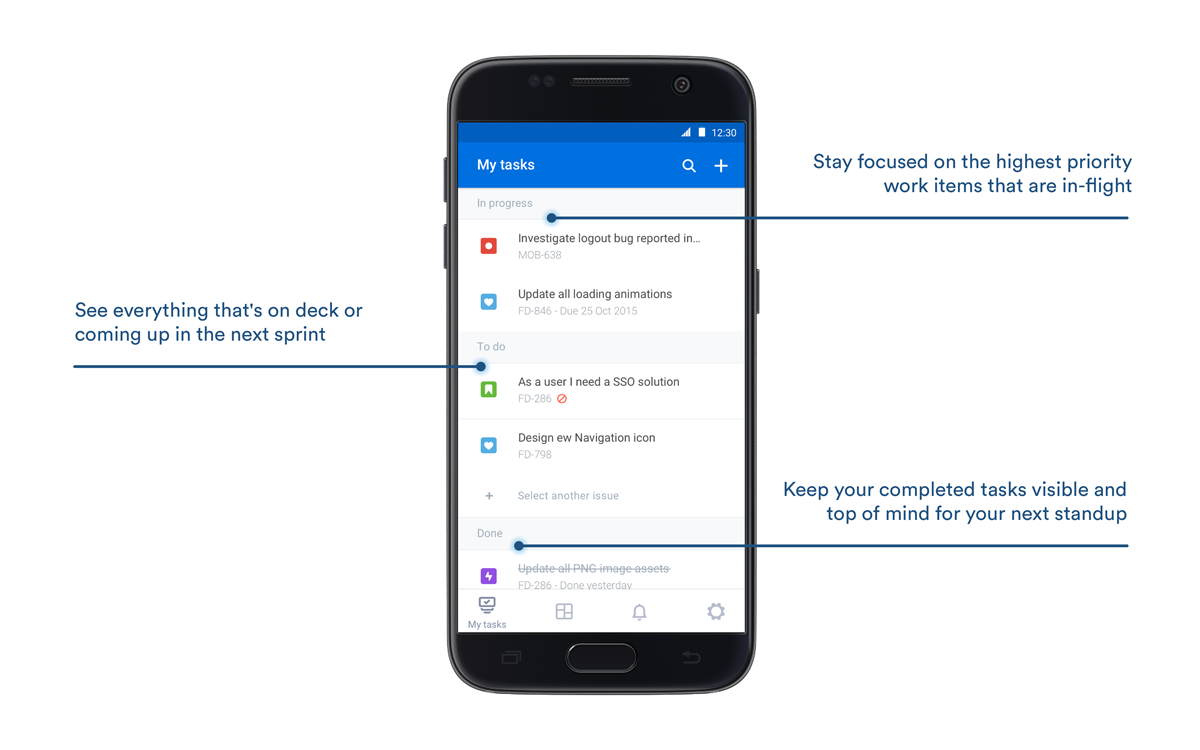 12:30
My tasks
Stay focused on the highest priority
work items that are in-flight
In progress
Investigate logout bug reported in...
MOB-638
Update all loading animations
FD-846 - Due 25 Oct 2015
See everything that's on deck or
coming up in the next sprint
To do
As a user I need a SSO solution
FD-286
Design ew Navigation icon
FD-798
+ Select another issue
Keep your completed tasks visible and
top of mind for your next standup
Done
Update all PNG image assets
FD-286 - Done yesterday
My tasks